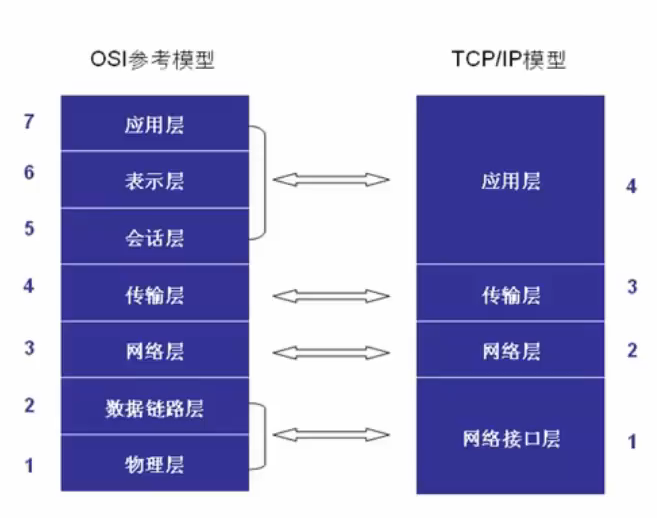 OSI参考模型
TCP/IP模型
7
应用层
6
表示层
5
会话层
应用层
4
4
传输层
传输层
3
3
网络层
网络层
2
2
数据链路层
1
物理层
网络接口层
1